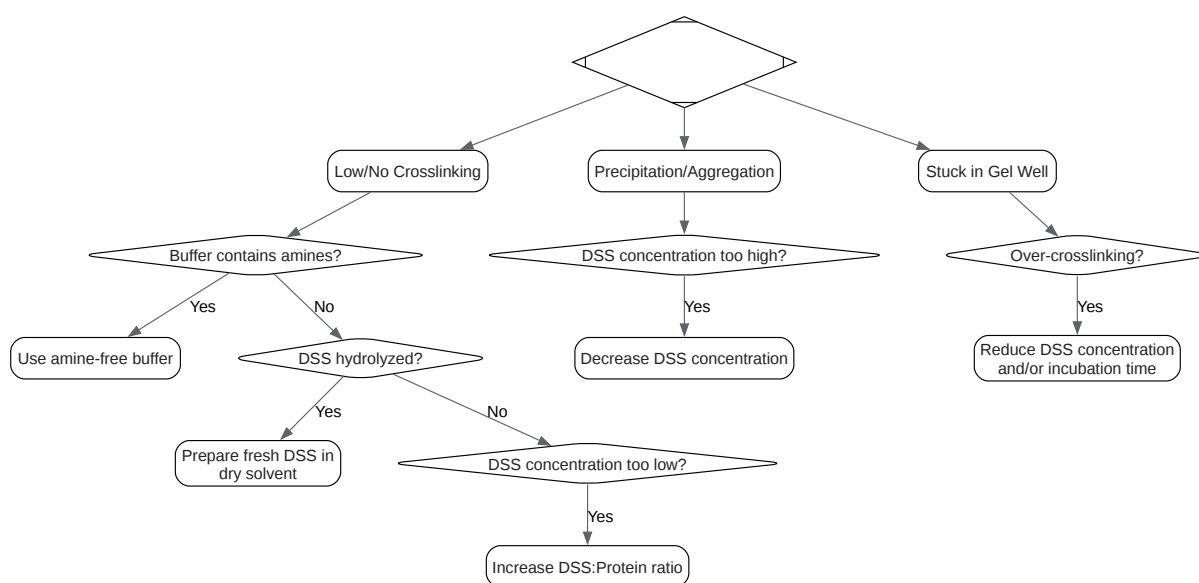 Low/No Crosslinking
Precipitation/Aggregation
Stuck in Gel Well
Buffer contains amines?
DSS concentration too high?
Over-crosslinking?
Yes
No
Yes
Yes
Use amine-free buffer
DSS hydrolyzed?
Decrease DSS concentration
Reduce DSS concentration
and/or incubation time
Yes
No
Prepare fresh DSS in
dry solvent
DSS concentration too low?
Yes
Increase DSS:Protein ratio